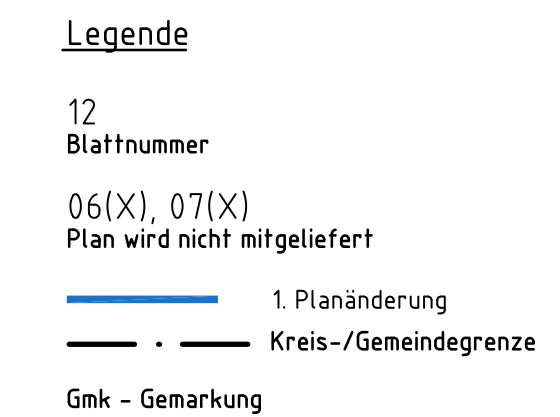 Legende
12
Blattnummer
06(X), 07(X)
Plan wird nicht mitgeliefert
1. Planänderung
Kreis-/Gemeindegrenze
Gmk - Gemarkung